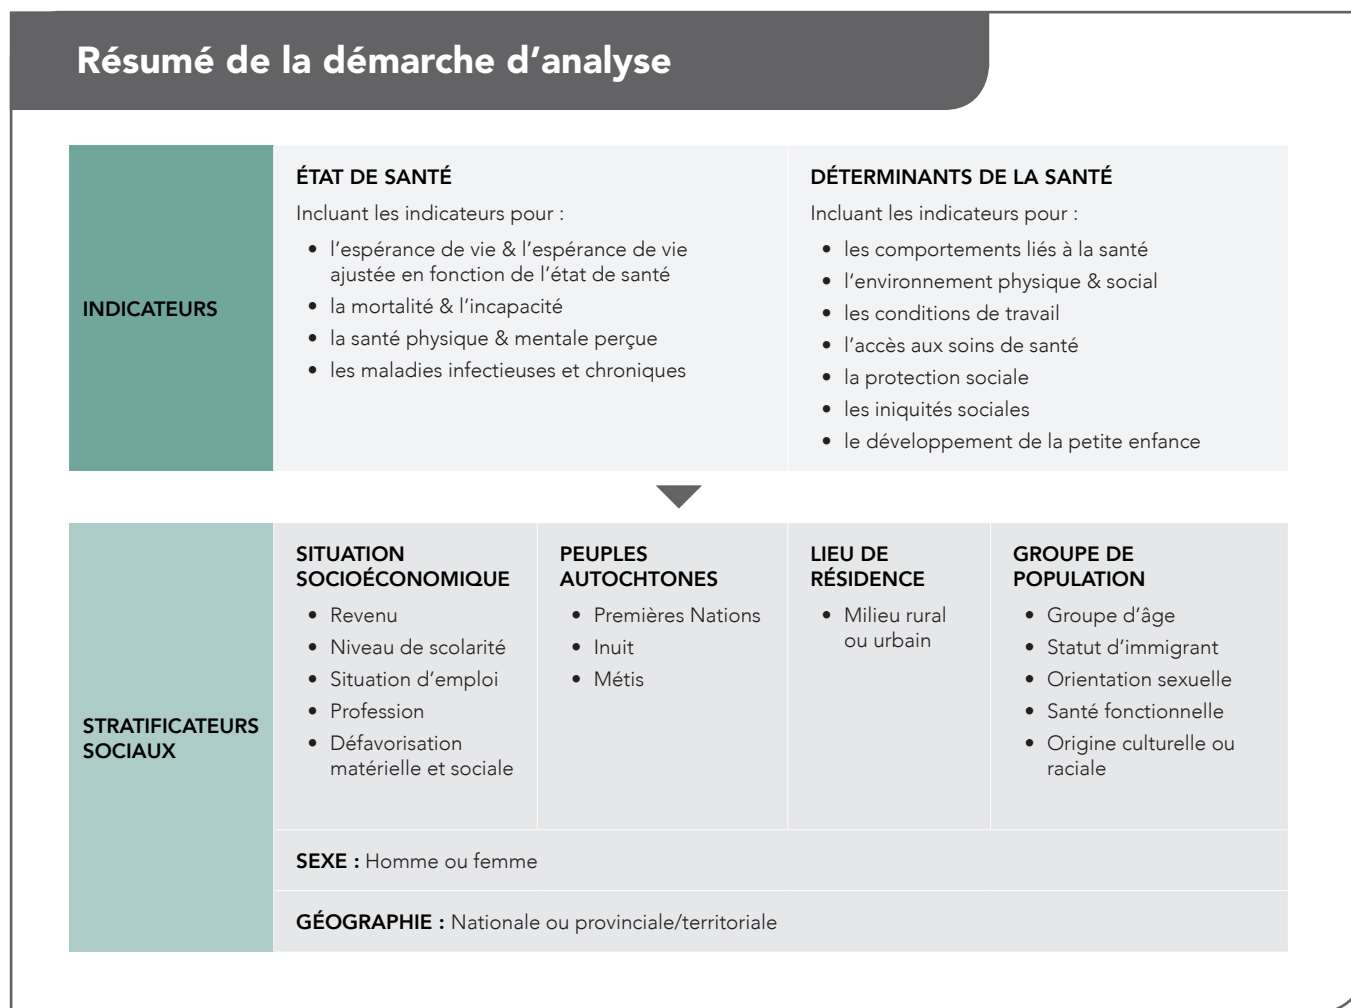 Résumé de la démarche d’analyse
INDICATEURS
ÉTAT DE SANTÉ
Incluant les indicateurs pour :
• l’espérance de vie & l’espérance de vie
ajustée en fonction de l’état de santé
• la mortalité & l’incapacité
• la santé physique & mentale perçue
• les maladies infectieuses et chroniques
DÉTERMINANTS DE LA SANTÉ
Incluant les indicateurs pour :
• les comportements liés à la santé
• l’environnement physique & social
• les conditions de travail
• l’accès aux soins de santé
• la protection sociale
• les iniquités sociales
• le développement de la petite enfance
STRATIFICATEURS
SOCIAUX
SITUATION
SOCIOÉCONOMIQUE
• Revenu
• Niveau de scolarité
• Situation d’emploi
• Profession
• Défavorisation
matérielle et sociale
PEUPLES
AUTOCHTONES
• Premières Nations
• Inuit
• Métis
LIEU DE
RÉSIDENCE
• Milieu rural
ou urbain
GROUPE DE
POPULATION
• Groupe d’âge
• Statut d’immigrant
• Orientation sexuelle
• Santé fonctionnelle
• Origine culturelle ou
raciale
SEXE : Homme ou femme
GÉOGRAPHIE : Nationale ou provinciale/territoriale